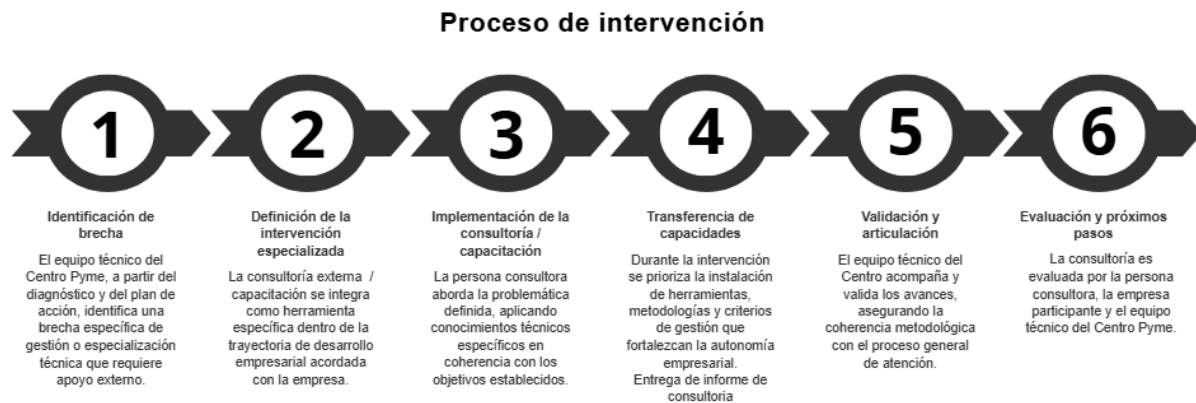 Proceso de intervención
1
2
3
4
5
6
Identificación de
brecha
El equipo técnico del
Centro Pyme, a partir del
diagnóstico y del plan de
acción, identifica una
brecha específica de
gestión o especialización
técnica que requiere
apoyo externo.
Definición de la
intervención
especializada
La consultoría externa /
capacitación se integra
como herramienta
específica dentro de la
trayectoria de desarrollo
empresarial acordada
con la empresa.
Implementación de la
consultoría /
capacitación
La persona consultora
aborda la problemática
definida, aplicando
conocimientos técnicos
específicos en
coherencia con los
objetivos establecidos.
Transferencia de
capacidades
Durante la intervención
se prioriza la instalación
de herramientas,
metodologías y criterios
de gestión que
fortalezcan la autonomía
empresarial.
Entrega de informe de
consultoria
Validación y
articulación
El equipo técnico del
Centro acompaña y
valida los avances,
asegurando la
coherencia metodológica
con el proceso general
de atención.
Evaluación y próximos
pasos
La consultoría es
evaluada por la persona
consultora, la empresa
participante y el equipo
técnico del Centro Pyme.